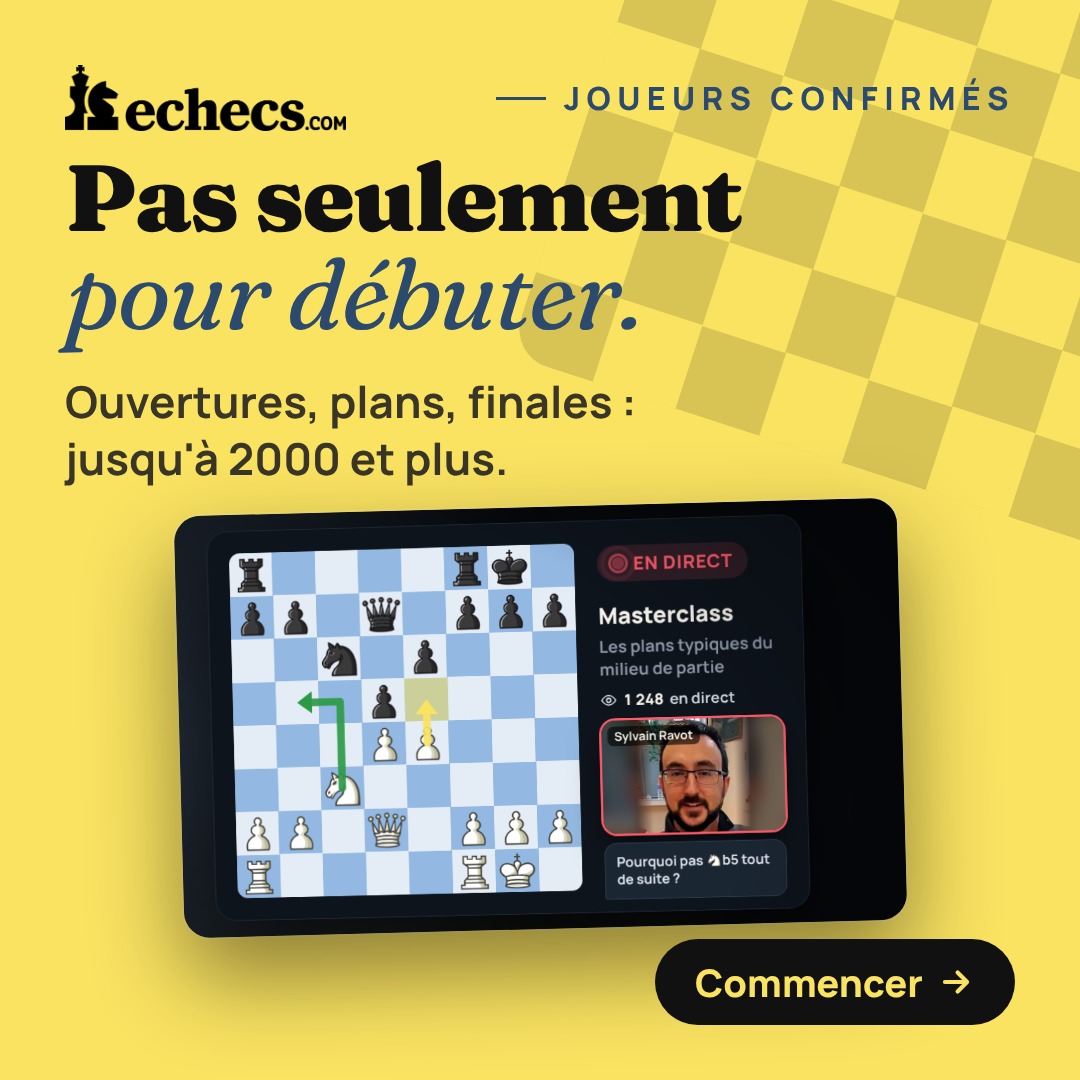 echecs.COM
JOUEURS CONFIRMÉS
Pas seulement
pour débuter.
Ouvertures, plans, finales :
jusqu'à 2000 et plus.
EN DIRECT
Masterclass
Les plans typiques du
milieu de partie
1 248 en direct
Sylvain Ravot
Pourquoi pas ♞b5 tout
de suite ?
Commencer →